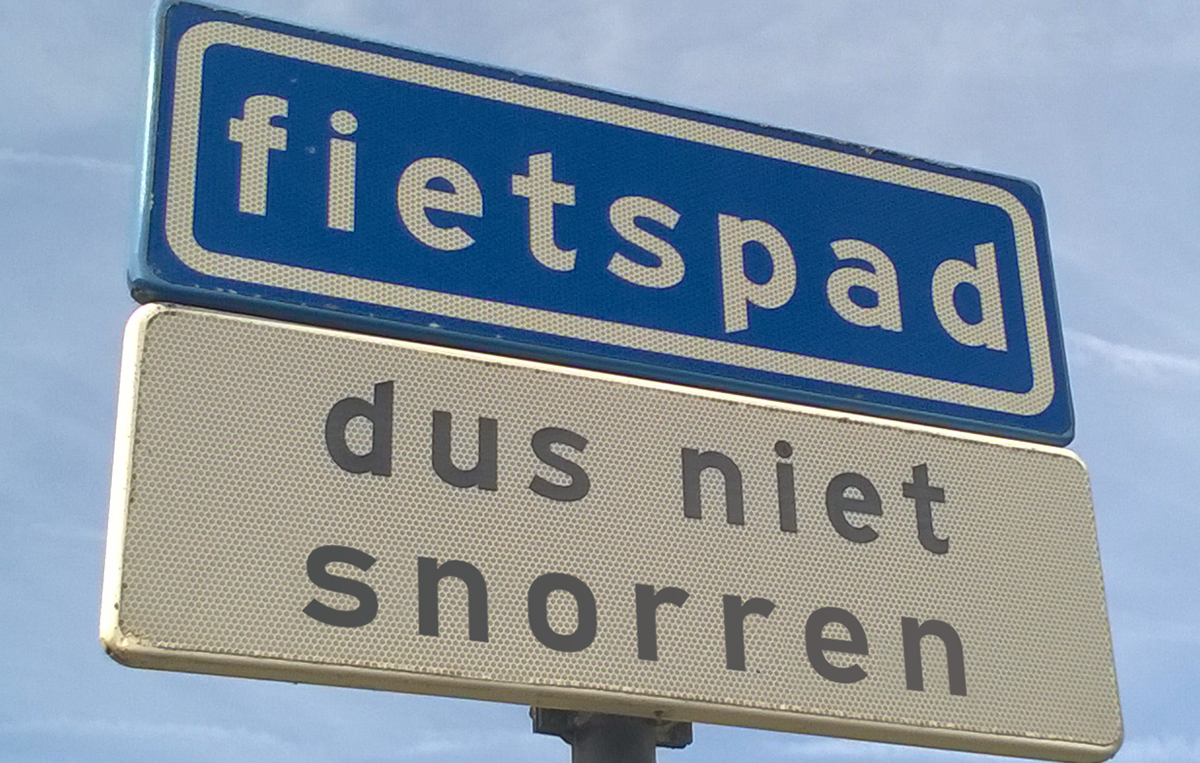 fietspad
dus niet
snorren